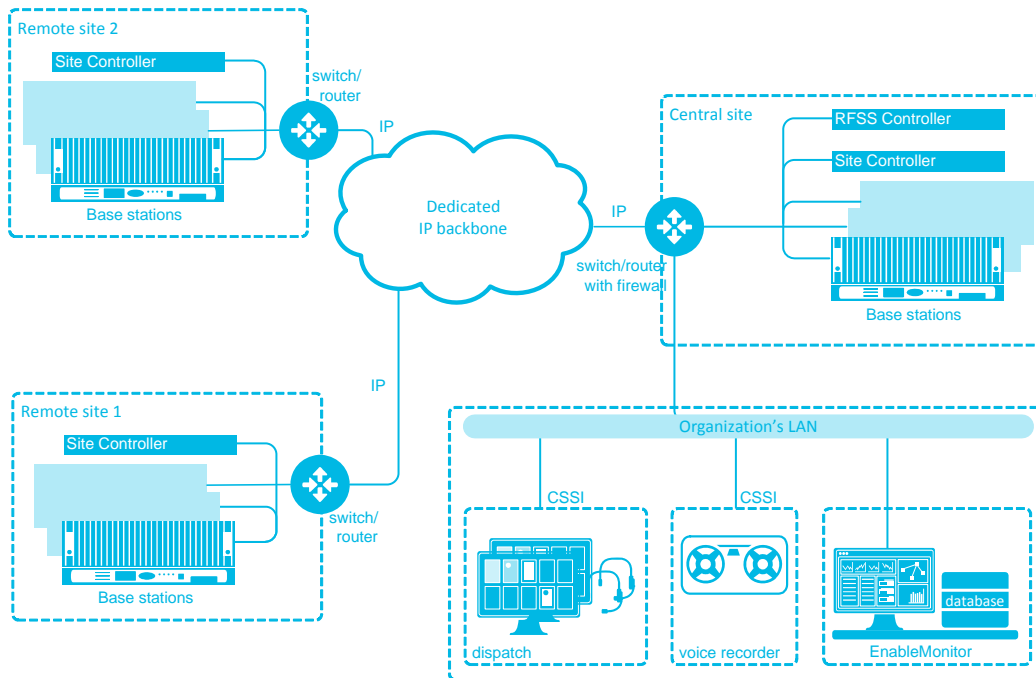 Remote site 2
Site Controller
switch/
router
IP
Base stations
Dedicated
IP backbone
Central site
RFSS Controller
Site Controller
IP
switch/router
with firewall
Base stations
IP
Remote site 1
Site Controller
switch/
router
Base stations
Organization's LAN
CSSI
CSSI
dispatch
voice recorder
database
EnableMonitor